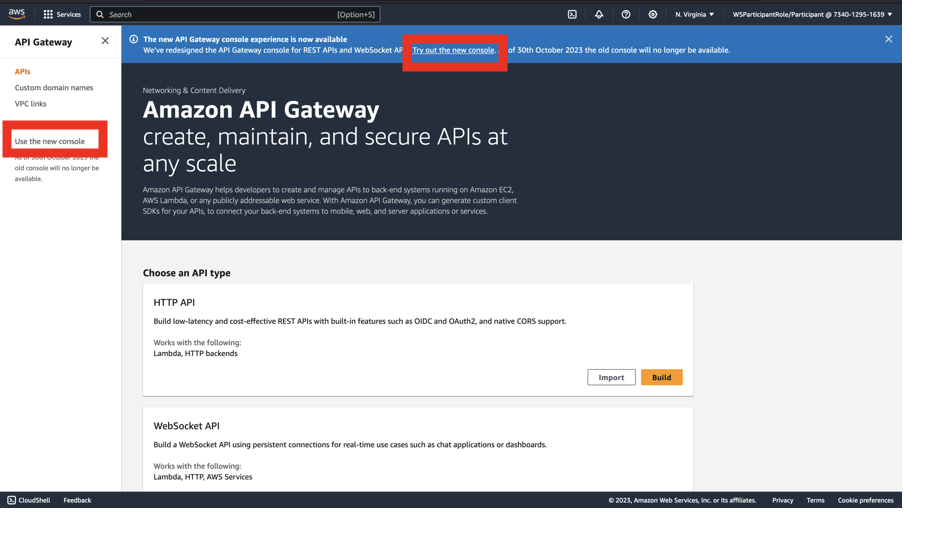 aws
Services
Search
[Option+S]
N. Virginia ▼
WSParticipantRole/Participant @ 7340-1295-1639 ▼
API Gateway
APIs
Custom domain names
VPC links
Use the new console
As of 30th October 2023 the
old console will no longer be
available.
The new API Gateway console experience is now available
We've redesigned the API Gateway console for REST APIs and WebSocket AP Try out the new console. of 30th October 2023 the old console will no longer be available.
Networking & Content Delivery
Amazon API Gateway
create, maintain, and secure APIs at
any scale
Amazon API Gateway helps developers to create and manage APIs to back-end systems running on Amazon EC2,
AWS Lambda, or any publicly addressable web service. With Amazon API Gateway, you can generate custom client
SDKs for your APIs, to connect your back-end systems to mobile, web, and server applications or services.
Choose an API type
HTTP API
Build low-latency and cost-effective REST APIs with built-in features such as OIDC and OAuth2, and native CORS support.
Works with the following:
Lambda, HTTP backends
Import
Build
WebSocket API
Build a WebSocket API using persistent connections for real-time use cases such as chat applications or dashboards.
Works with the following:
Lambda, HTTP, AWS Services
CloudShell
Feedback
© 2023, Amazon Web Services, Inc. or its affiliates.
Privacy
Terms
Cookie preferences